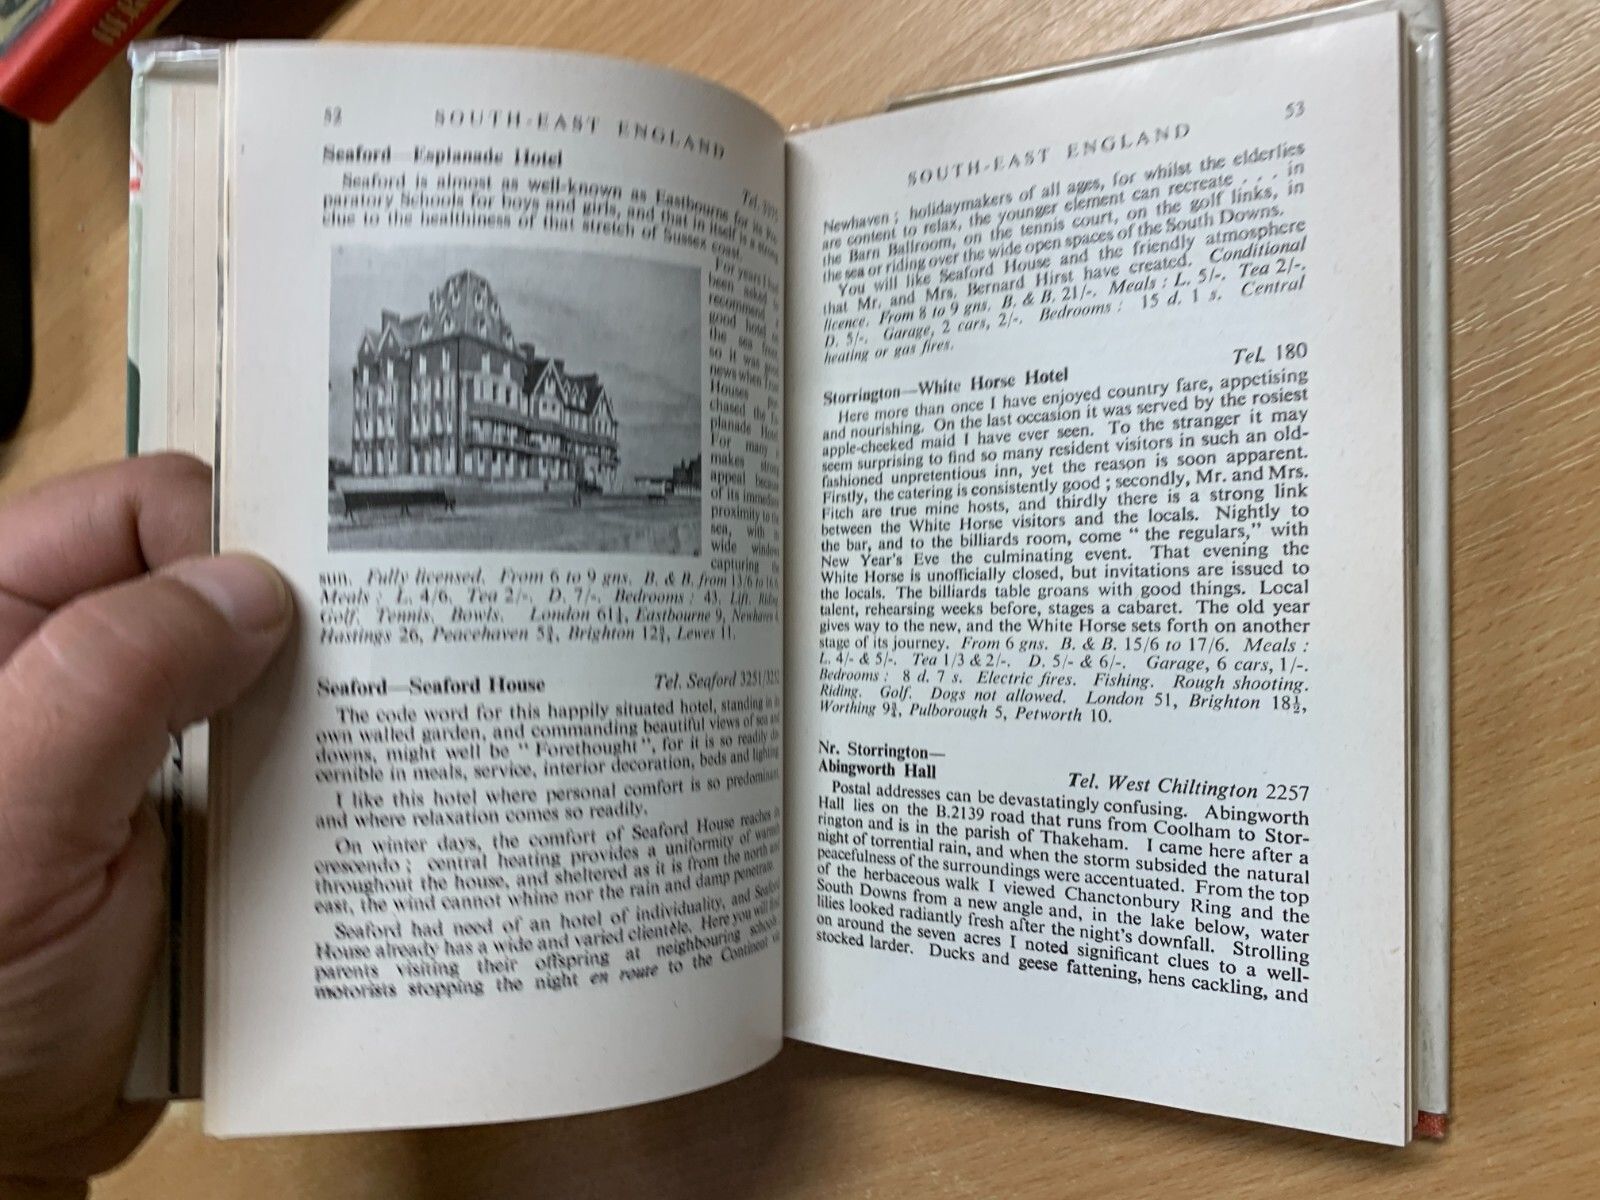 52
SOUTH-EAST ENGLAND
Seaford—Esplanade Hotel
Tel.
Seaford is almost as well-known as Eastbourne for its Pre-
paratory Schools for boys and girls, and that in itself is a strong
clue to the healthiness of that stretch of Sussex coast.
For years I had
been asked to
recommend a
good hotel on
the sea front,
so it was good
news when
Houses pur-
chased the Es-
planade Hotel.
For many it
makes strong
appeal because
of its immediate
proximity to the
sea, with its
wide windows
capturing the
sun. Fully licensed. From 6 to 9 gns. B. & B. from 13/6 to
Meals: L. 4/6. Tea 2/-. D. 7/-. Bedrooms: 43. Lift. Riding.
Golf. Tennis. Bowls. London 61½, Eastbourne 9, Newhaven 4,
Hastings 26, Peacehaven 5¾, Brighton 12¾, Lewes 11.
Seaford—Seaford House
Tel. Seaford 3251/3252
The code word for this happily situated hotel, standing in its
own walled garden, and commanding beautiful views of sea and
downs, might well be "Forethought", for it is so readily dis-
cernible in meals, service, interior decoration, beds and lighting.
I like this hotel where personal comfort is so predominant
and where relaxation comes so readily.
On winter days, the comfort of Seaford House reaches its
crescendo; central heating provides a uniformity of warmth
throughout the house, and sheltered as it is from the north and
east, the wind cannot whine nor the rain and damp penetrate.
Seaford had need of an hotel of individuality, and Seaford
House already has a wide and varied clientèle. Here you will find
parents visiting their offspring at neighbouring schools,
motorists stopping the night en route to the Continent via
53
SOUTH-EAST ENGLAND
Newhaven; holidaymakers of all ages, for whilst the elderlies
are content to relax, the younger element can recreate . . . in
the Barn Ballroom, on the tennis court, on the golf links, in
the sea or riding over the wide open spaces of the South Downs.
You will like Seaford House and the friendly atmosphere
that Mr. and Mrs. Bernard Hirst have created. Conditional
licence. From 8 to 9 gns. B. & B. 21/-. Meals: L. 5/-. Tea 2/-.
D. 5/-. Garage, 2 cars, 2/-. Bedrooms: 15 d. 1 s. Central
heating or gas fires.
Storrington—White Horse Hotel
Tel. 180
Here more than once I have enjoyed country fare, appetising
and nourishing. On the last occasion it was served by the rosiest
apple-cheeked maid I have ever seen. To the stranger it may
seem surprising to find so many resident visitors in such an old-
fashioned unpretentious inn, yet the reason is soon apparent.
Firstly, the catering is consistently good; secondly, Mr. and Mrs.
Fitch are true mine hosts, and thirdly there is a strong link
between the White Horse visitors and the locals. Nightly to
the bar, and to the billiards room, come "the regulars," with
New Year's Eve the culminating event. That evening the
White Horse is unofficially closed, but invitations are issued to
the locals. The billiards table groans with good things. Local
talent, rehearsing weeks before, stages a cabaret. The old year
gives way to the new, and the White Horse sets forth on another
stage of its journey. From 6 gns. B. & B. 15/6 to 17/6. Meals:
L. 4/- & 5/-. Tea 1/3 & 2/-. D. 5/- & 6/-. Garage, 6 cars, 1/-.
Bedrooms: 8 d. 7 s. Electric fires. Fishing. Rough shooting.
Riding. Golf. Dogs not allowed. London 51, Brighton 18½,
Worthing 9¾, Pulborough 5, Petworth 10.
Nr. Storrington—
Abingworth Hall
Tel. West Chiltington 2257
Postal addresses can be devastatingly confusing. Abingworth
Hall lies on the B.2139 road that runs from Coolham to Stor-
rington and is in the parish of Thakeham. I came here after a
night of torrential rain, and when the storm subsided the natural
peacefulness of the surroundings were accentuated. From the top
of the herbaceous walk I viewed Chanctonbury Ring and the
South Downs from a new angle and, in the lake below, water
lilies looked radiantly fresh after the night's downfall. Strolling
on around the seven acres I noted significant clues to a well-
stocked larder. Ducks and geese fattening, hens cackling, and